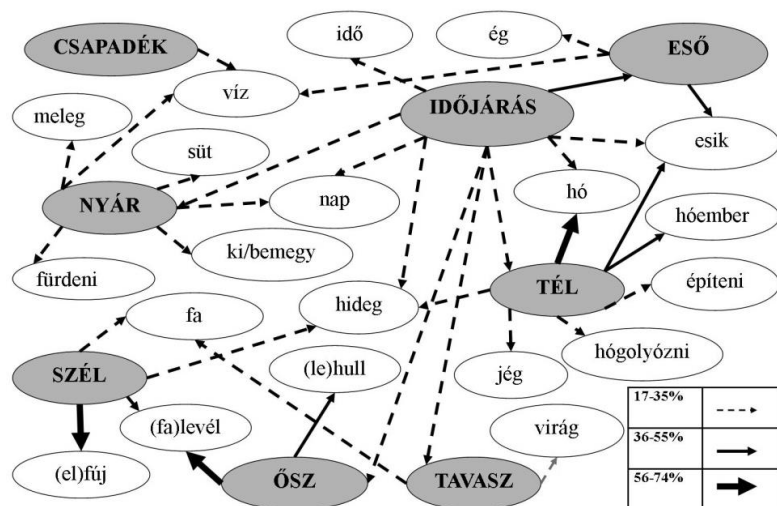 CSAPADÉK
idő
ég
ESŐ
víz
IDŐJÁRÁS
meleg
süt
esik
NYÁR
nap
hó
hóember
ki/bemegy
fürdeni
hideg
TÉL
építeni
fa
hógolyózni
SZÉL
(le)hull
jég
17-35%
(fa)levél
virág
36-55%
(el)fúj
ŐSZ
TAVASZ
56-74%